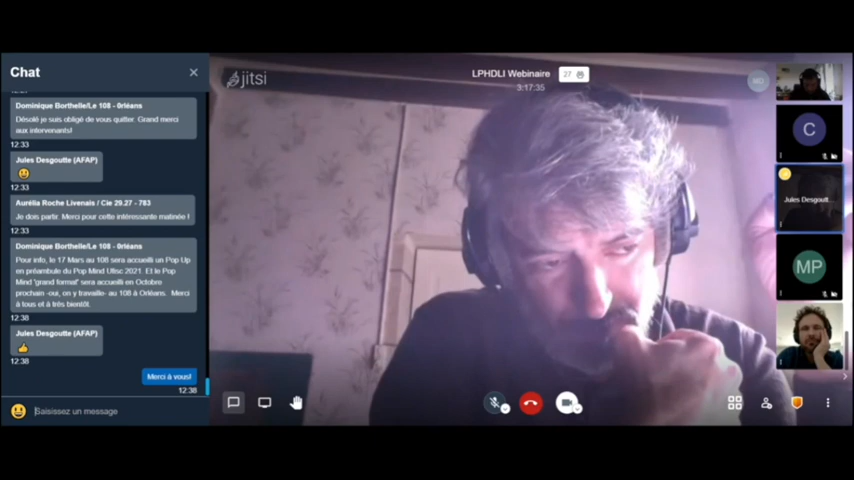 Chat
jitsi
LPHDLI Webinaire
27
3:17:35
MG
Dominique Borthelle/Le 108 - Orléans
Désolé je suis obligé de vous quitter. Grand merci
aux intervenants!
12:33
Jules Desgoutte (AFAP)
12:33
Aurélia Roche Livenais / Cie 29.27 - 783
Je dois partir. Merci pour cette intéressante matinée !
12:33
Dominique Borthelle/Le 108 - Orléans
Pour info, le 17 Mars au 108 sera accueilli un Pop Up
en préambule du Pop Mind Ufisc 2021. Et le Pop
Mind 'grand format' sera accueilli en Octobre
prochain -oui, on y travaille- au 108 à Orléans. Merci
à tous et à très bientôt.
12:38
Jules Desgoutte (AFAP)
12:38
Merci à vous!
12:38
Saisissez un message
C
Jules Desgoutt...
MP